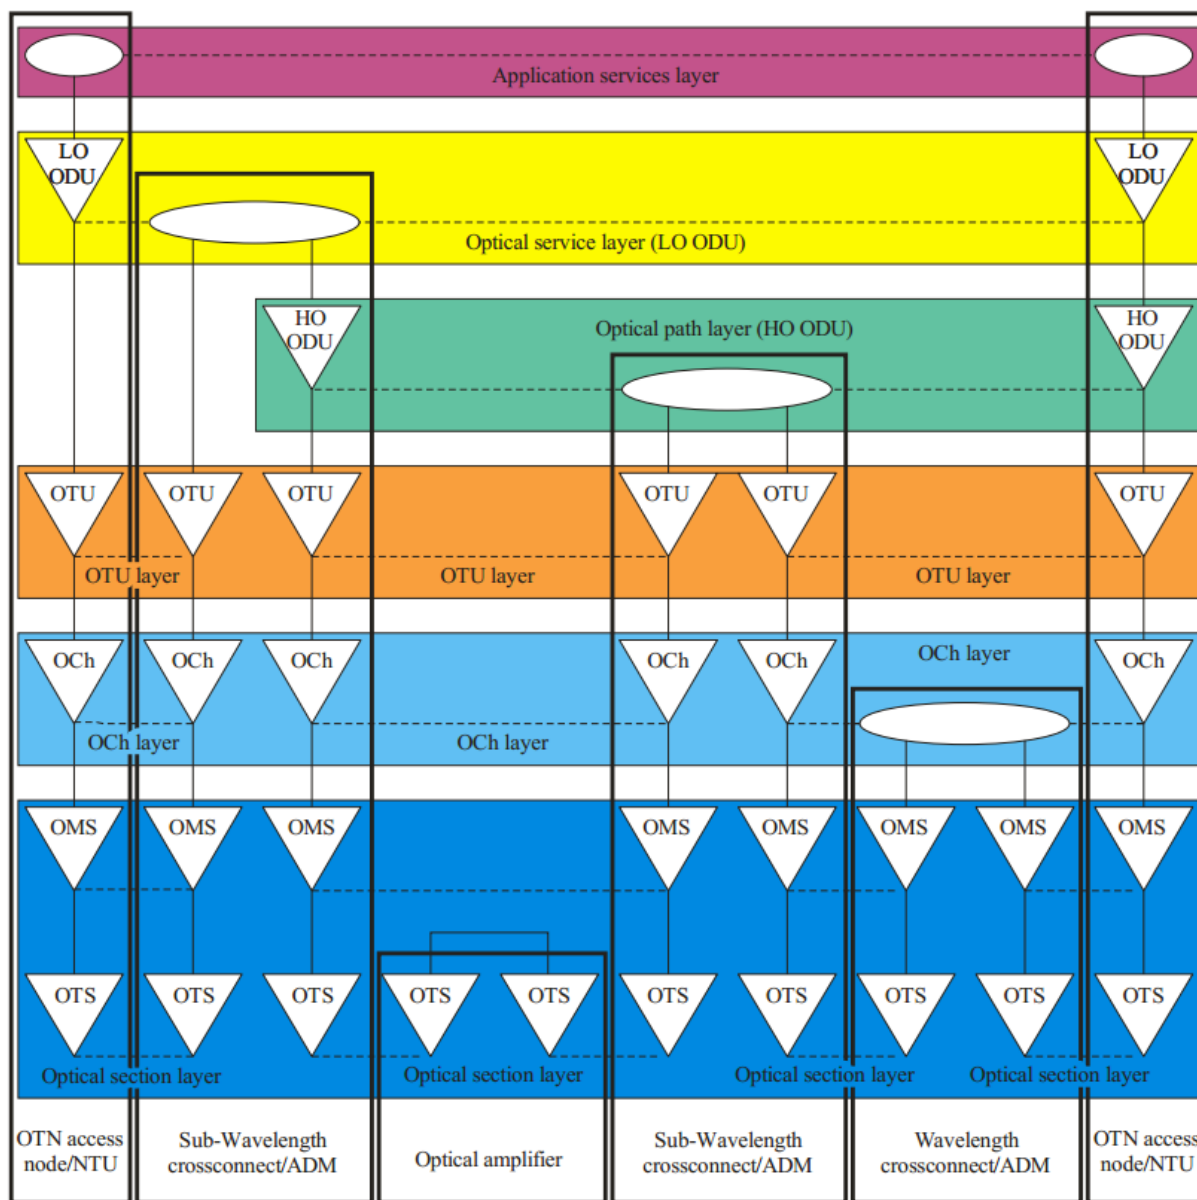 Application services layer
LO
ODU
LO
ODU
Optical service layer (LO ODU)
HO
ODU
Optical path layer (HO ODU)
HO
ODU
OTU
OTU
OTU
OTU
OTU
OTU
OTU layer
OTU layer
OTU layer
OCh
OCh
OCh
OCh
OCh
OCh layer
OCh
OCh layer
OCh layer
OMS
OMS
OMS
OMS
OMS
OMS
OMS
OMS
OTS
OTS
OTS
OTS
OTS
OTS
OTS
OTS
OTS
OTS
Optical section layer
Optical section layer
Optical section layer
Optical section layer
OTN access
node/NTU
Sub-Wavelength
crossconnect/ADM
Optical amplifier
Sub-Wavelength
crossconnect/ADM
Wavelength
crossconnect/ADM
OTN access
node/NTU